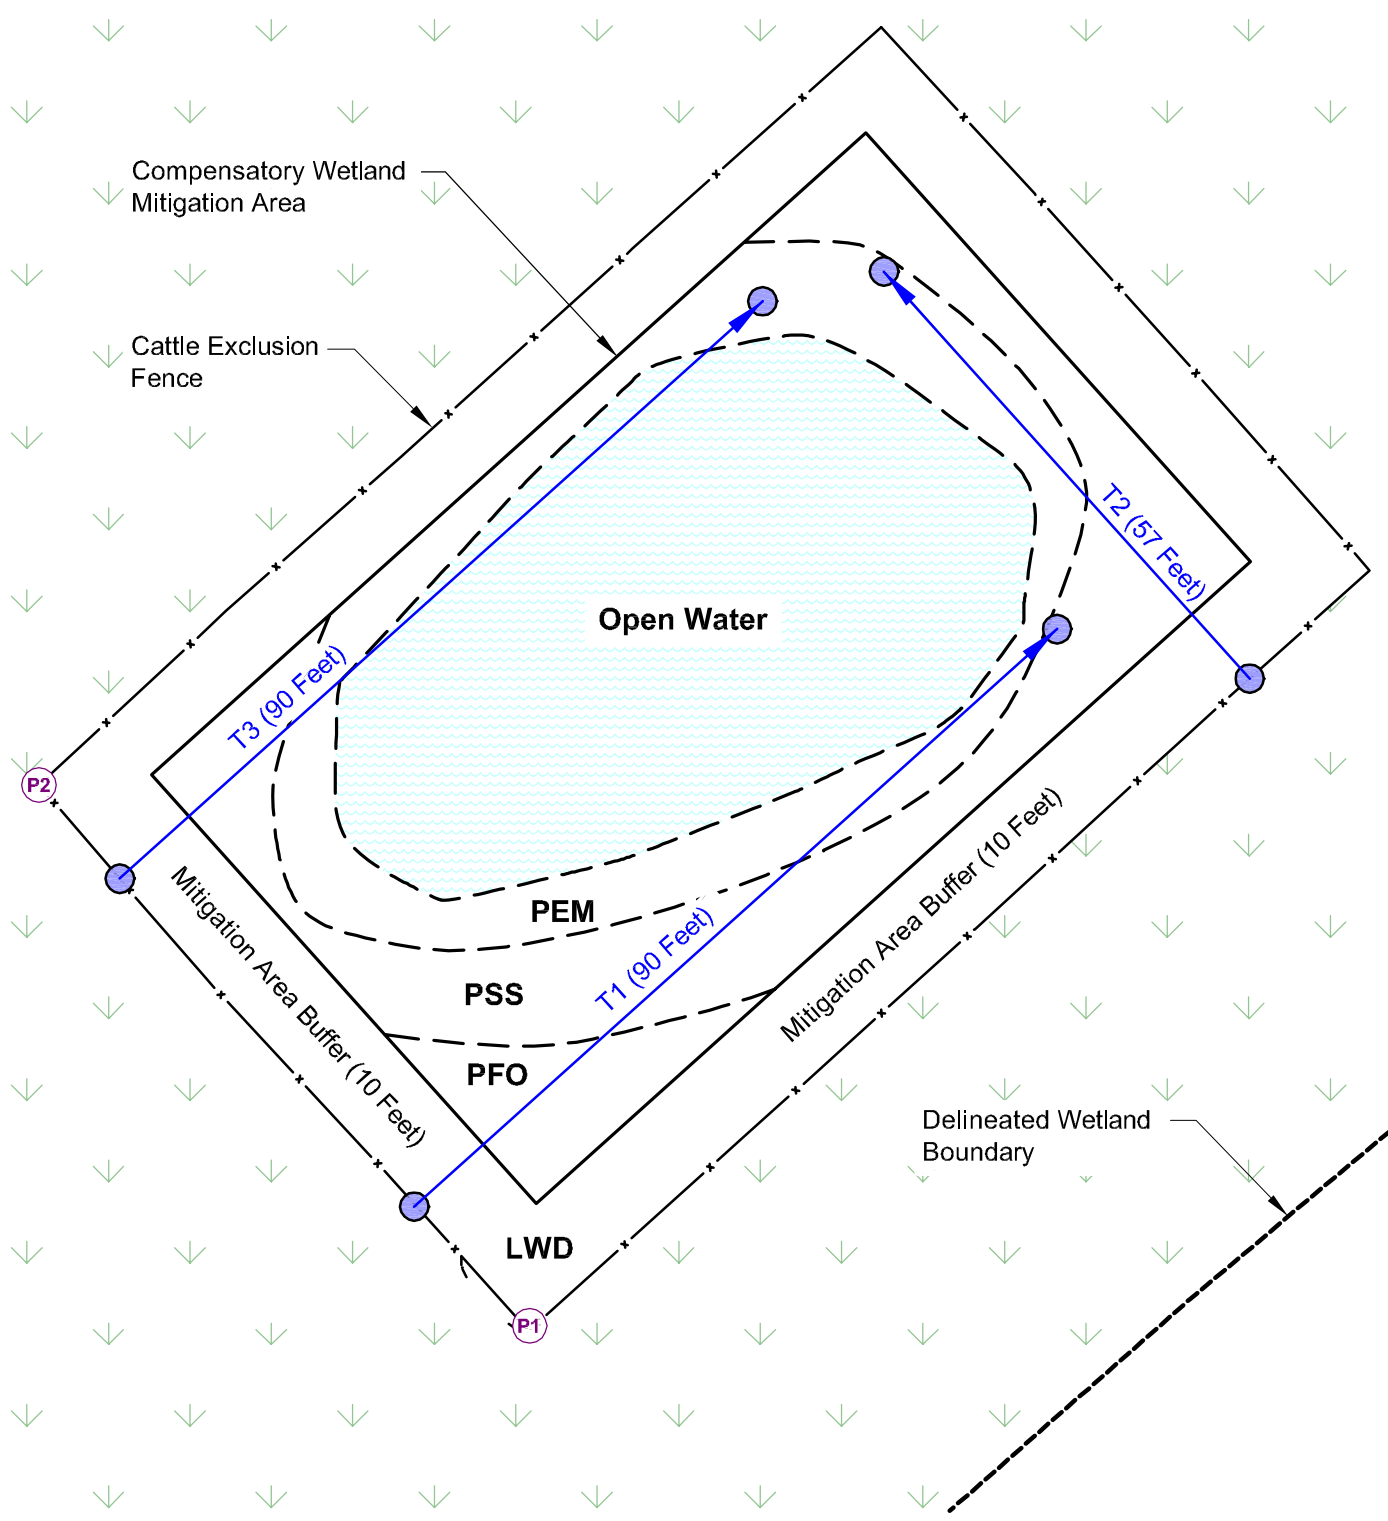 Compensatory Wetland
Mitigation Area
Cattle Exclusion
Fence
T2 (57 Feet)
Open Water
T3 (90 Feet)
P2
Mitigation Area Buffer (10 Feet)
Mitigation Area Buffer (10 Feet)
PEM
T1 (90 Feet)
PSS
PFO
Delineated Wetland
Boundary
LWD
P1